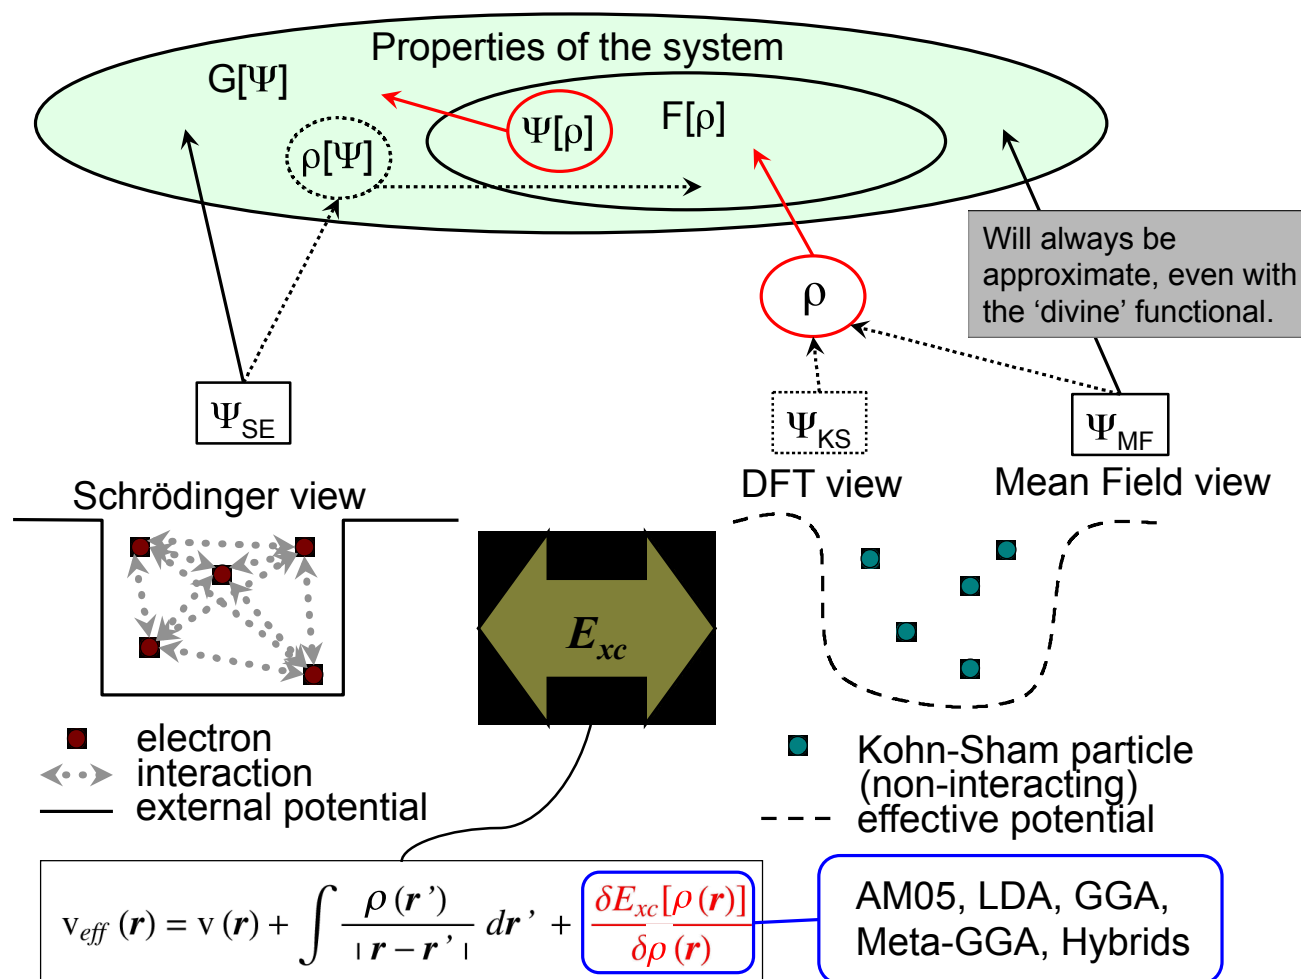 Properties of the system
G[Ψ]
Ψ[ρ]
F[ρ]
ρ[Ψ]
Will always be
approximate, even with
the ‘divine’ functional.
ρ
Ψ_SE
Ψ_KS
Ψ_MF
Schrödinger view
DFT view
Mean Field view
E_xc
electron
interaction
external potential
Kohn-Sham particle
(non-interacting)
effective potential
v_eff (r) = v (r) + ∫ ρ (r’) / | r – r’ | dr’ + δE_xc[ρ (r)] / δρ (r)
AM05, LDA, GGA,
Meta-GGA, Hybrids